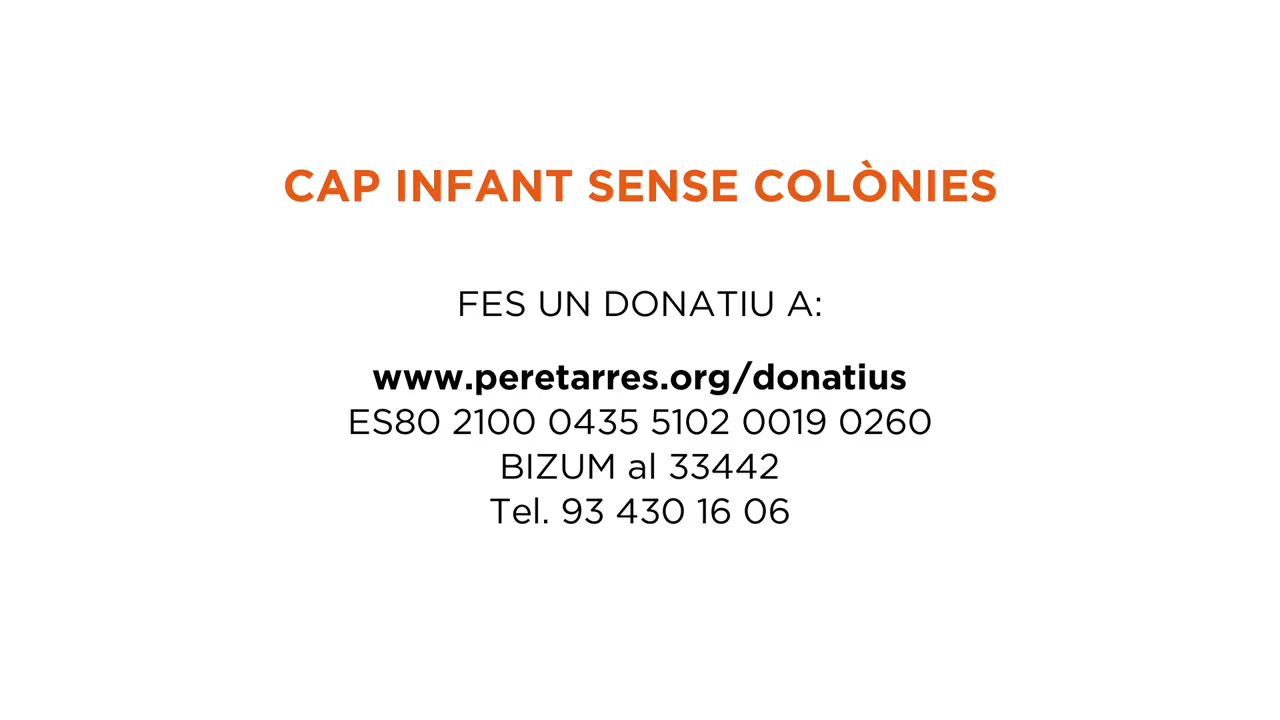 CAP INFANT SENSE COLÒNIES
FES UN DONATIU A:
www.peretarres.org/donatius
ES80 2100 0435 5102 0019 0260
BIZUM al 33442
Tel. 93 430 16 06